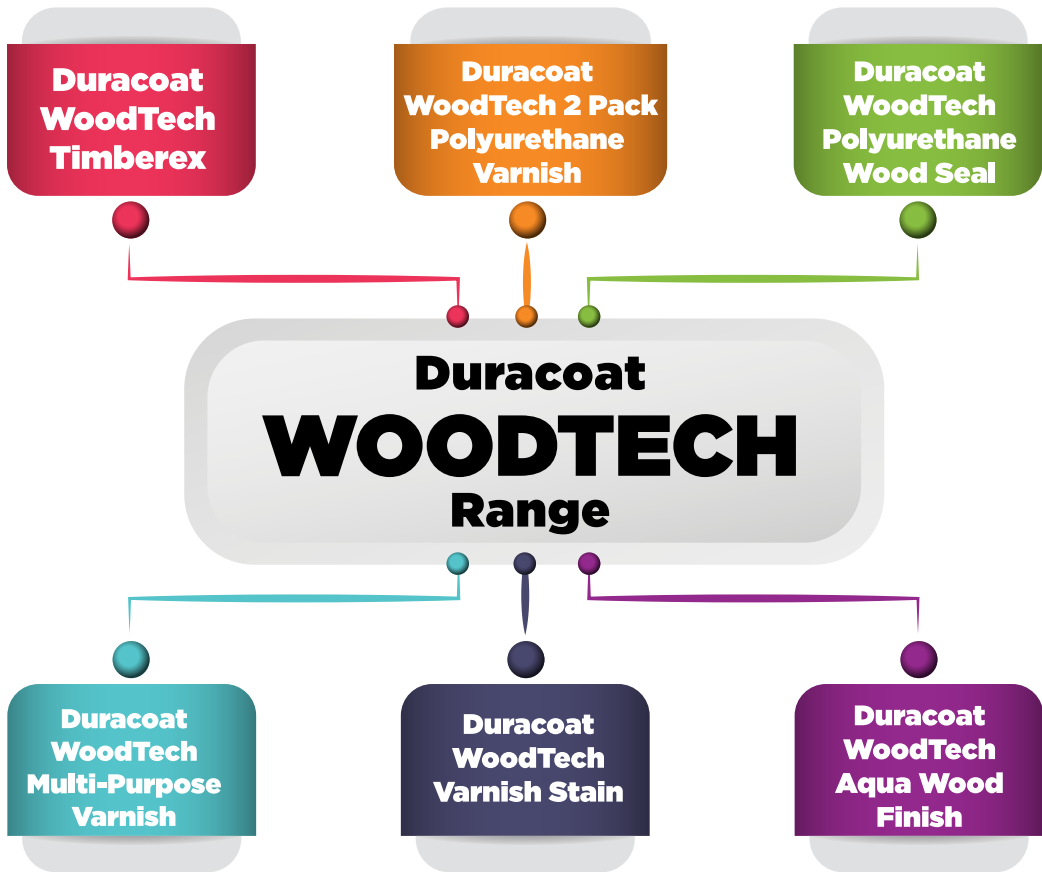 Duracoat
WoodTech
Timberex
Duracoat
WoodTech 2 Pack
Polyurethane
Varnish
Duracoat
WoodTech
Polyurethane
Wood Seal
Duracoat
WOODTECH
Range
Duracoat
WoodTech
Multi-Purpose
Varnish
Duracoat
WoodTech
Varnish Stain
Duracoat
WoodTech
Aqua Wood
Finish